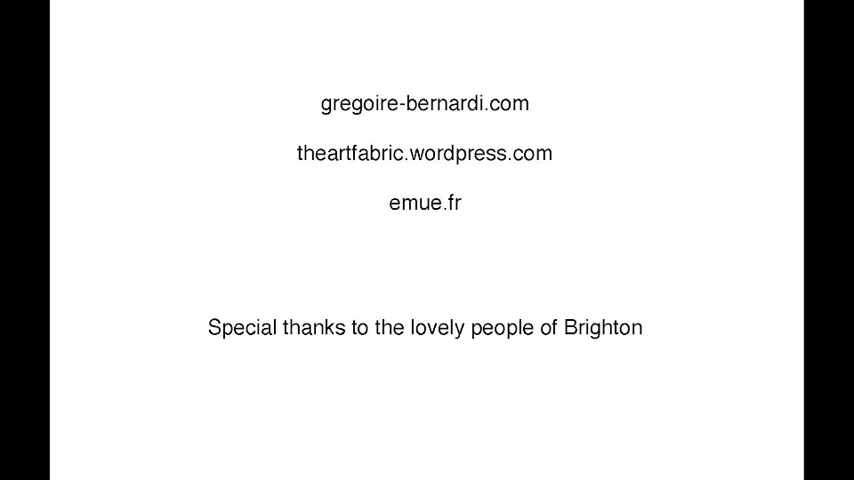 gregoire-bernardi.com
theartfabric.wordpress.com
emue.fr
Special thanks to the lovely people of Brighton